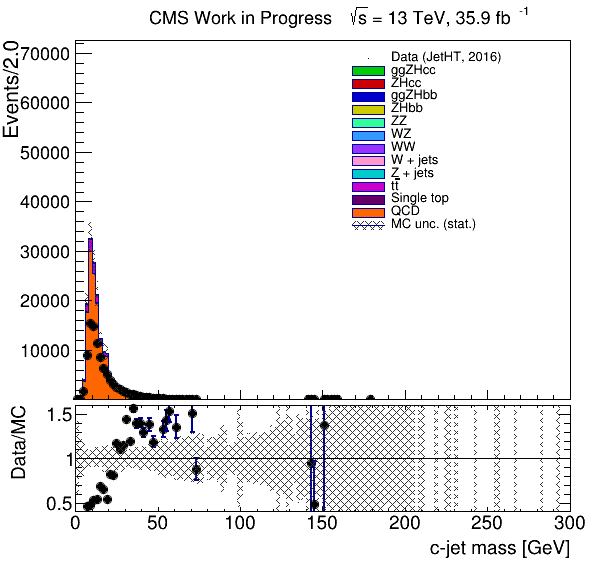 CMS Work in Progress √s = 13 TeV, 35.9 fb⁻¹
Events/2.0
70000
60000
50000
40000
30000
20000
10000
Data (JetHT, 2016)
ggZHcc
ZHcc
ggZHbb
ZHbb
ZZ
WZ
WW
W + jets
Z + jets
tt̅
Single top
QCD
MC unc. (stat.)
Data/MC
1.5
1
0.5
0 50 100 150 200 250 300
c-jet mass [GeV]